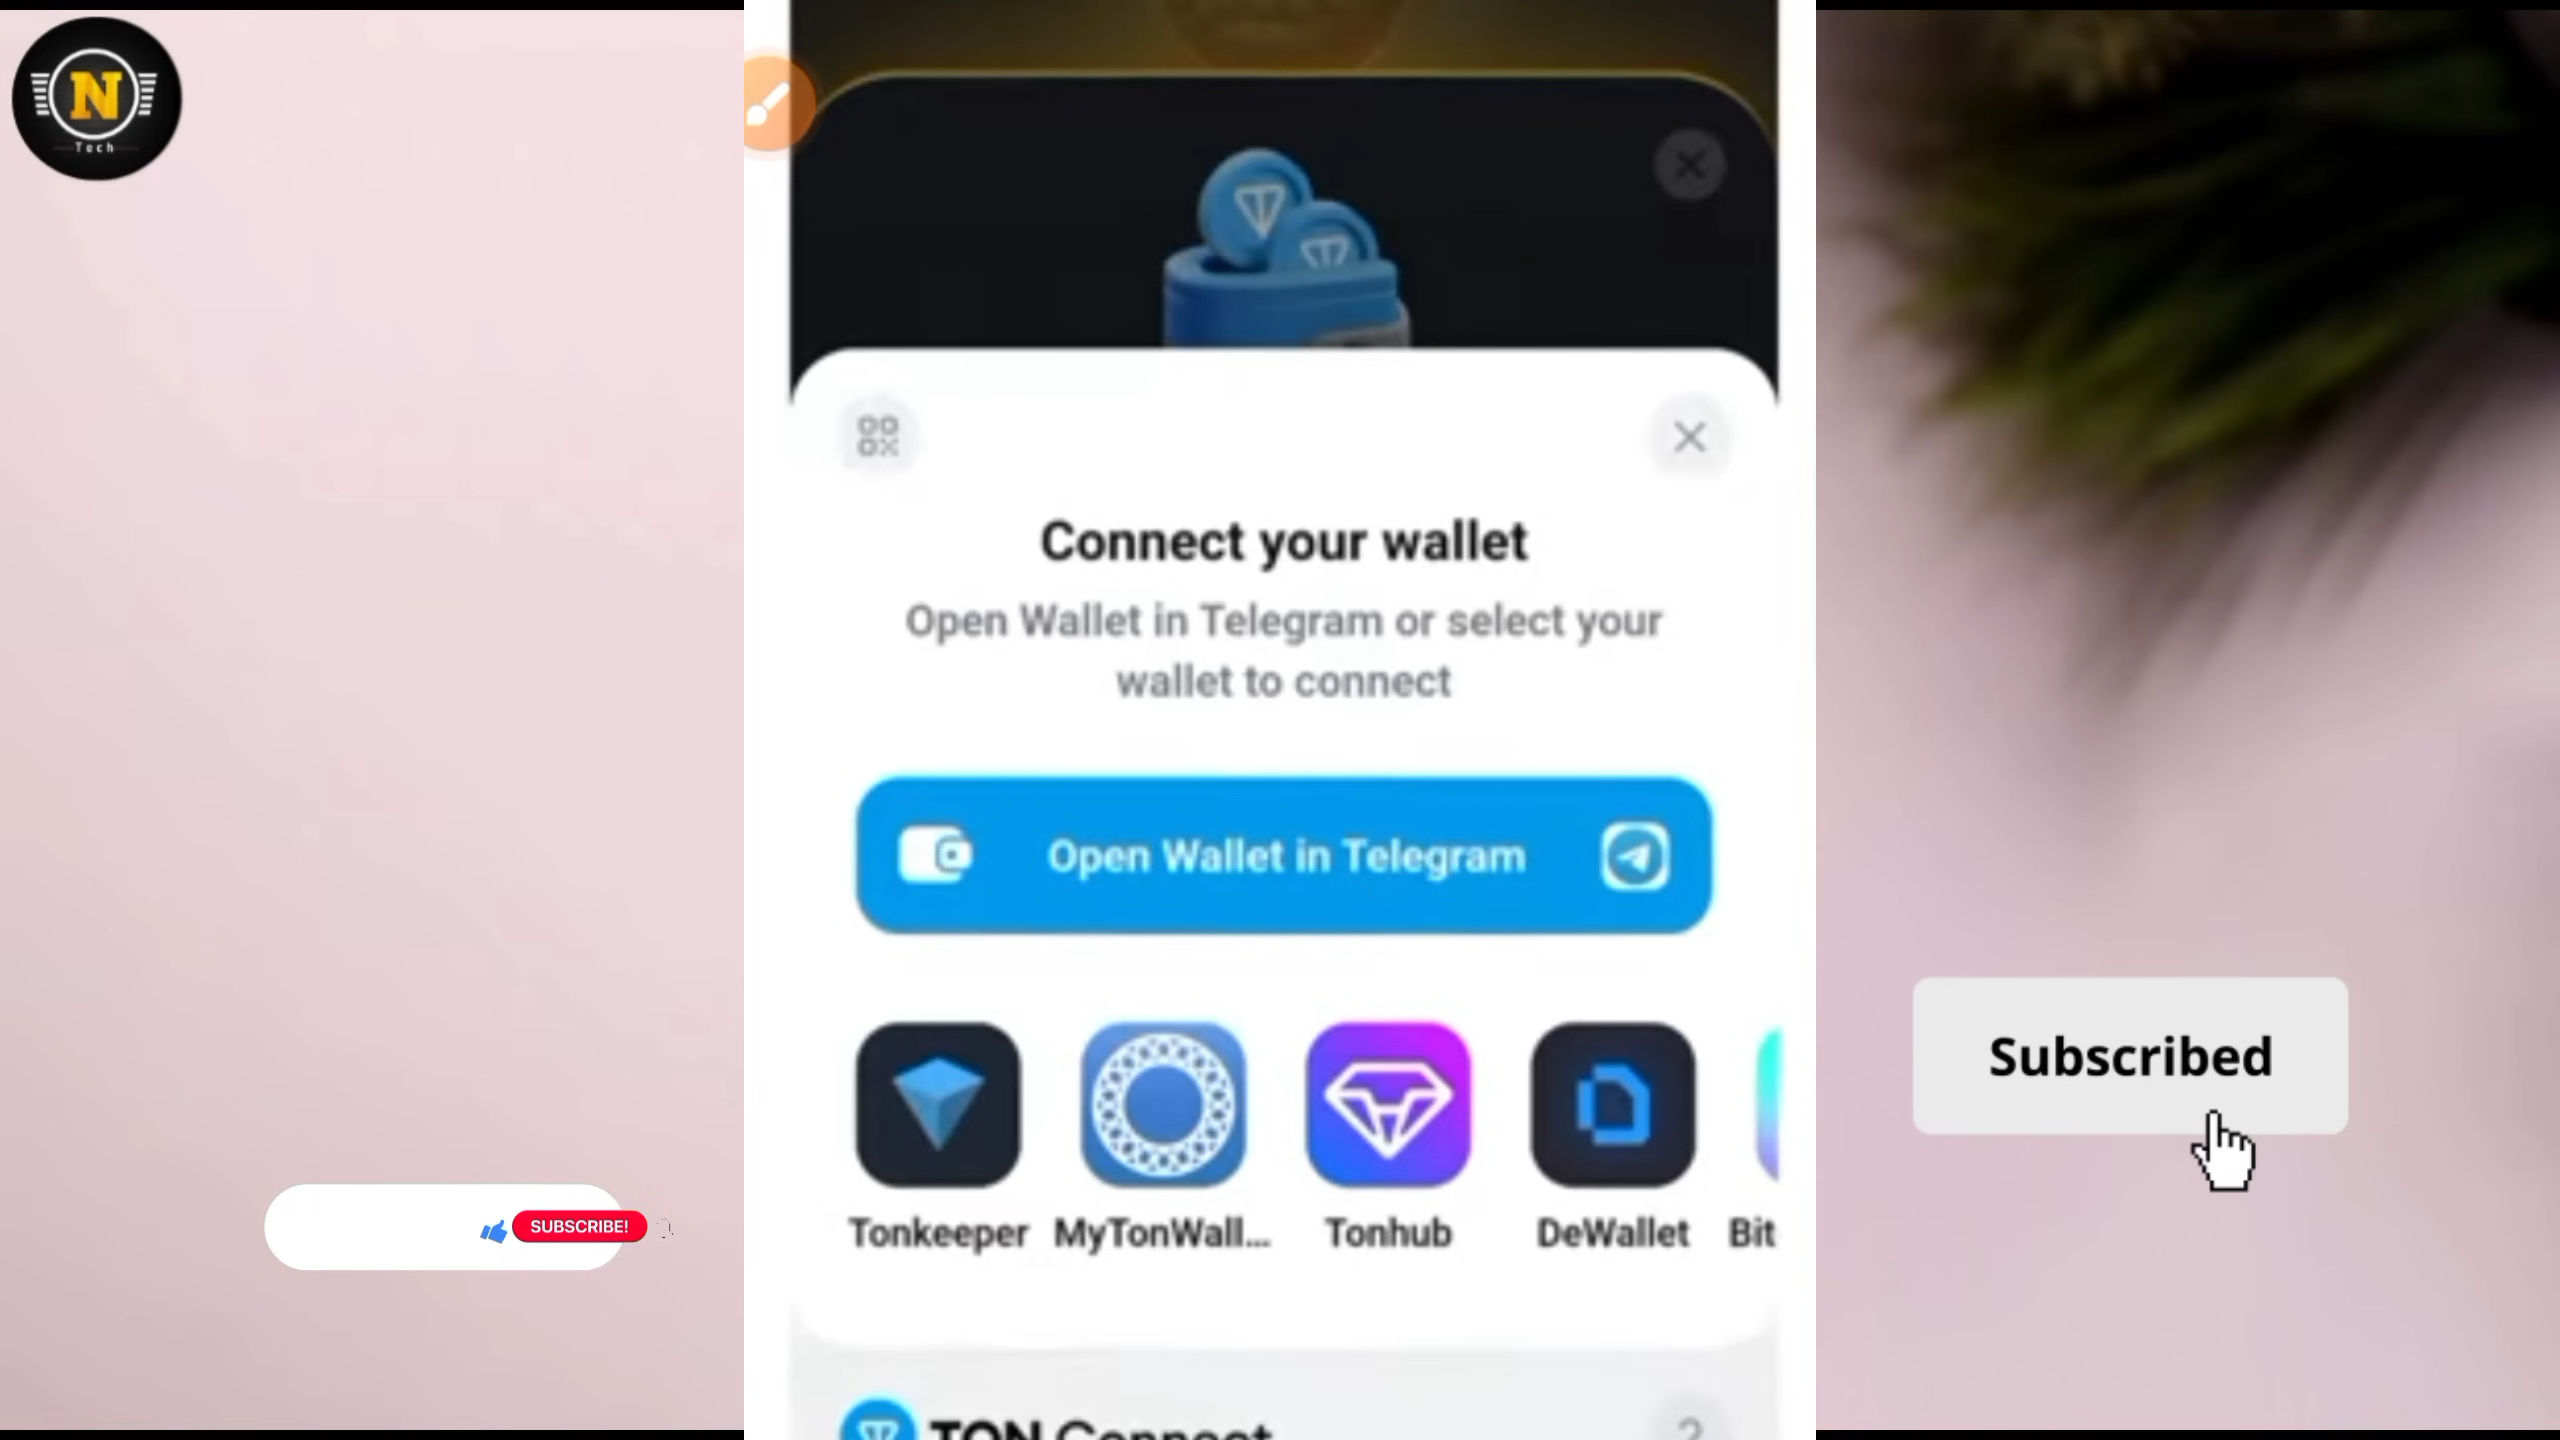 N
Tech
Connect your wallet
Open Wallet in Telegram or select your
wallet to connect
Open Wallet in Telegram
Tonkeeper
MyTonWall...
Tonhub
DeWallet
Bit
SUBSCRIBE!
Subscribed
TON Connect
?